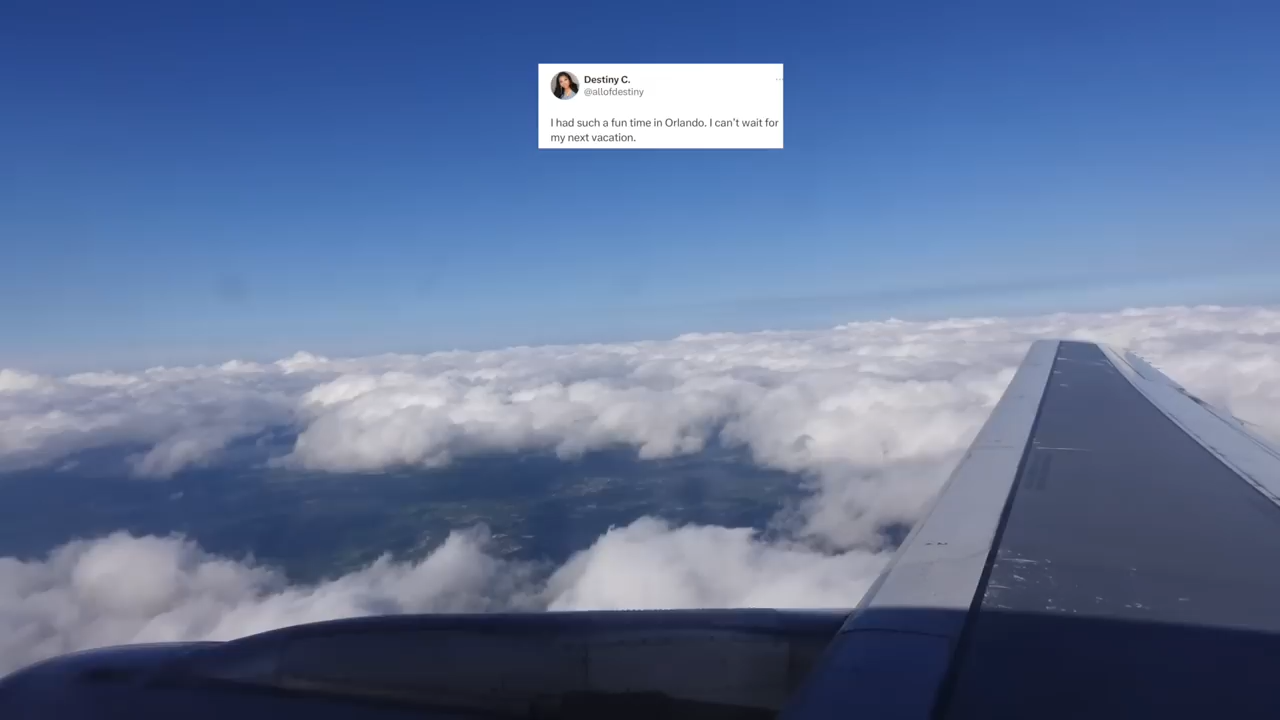 Destiny C.
@allofdestiny
I had such a fun time in Orlando. I can't wait for
my next vacation.